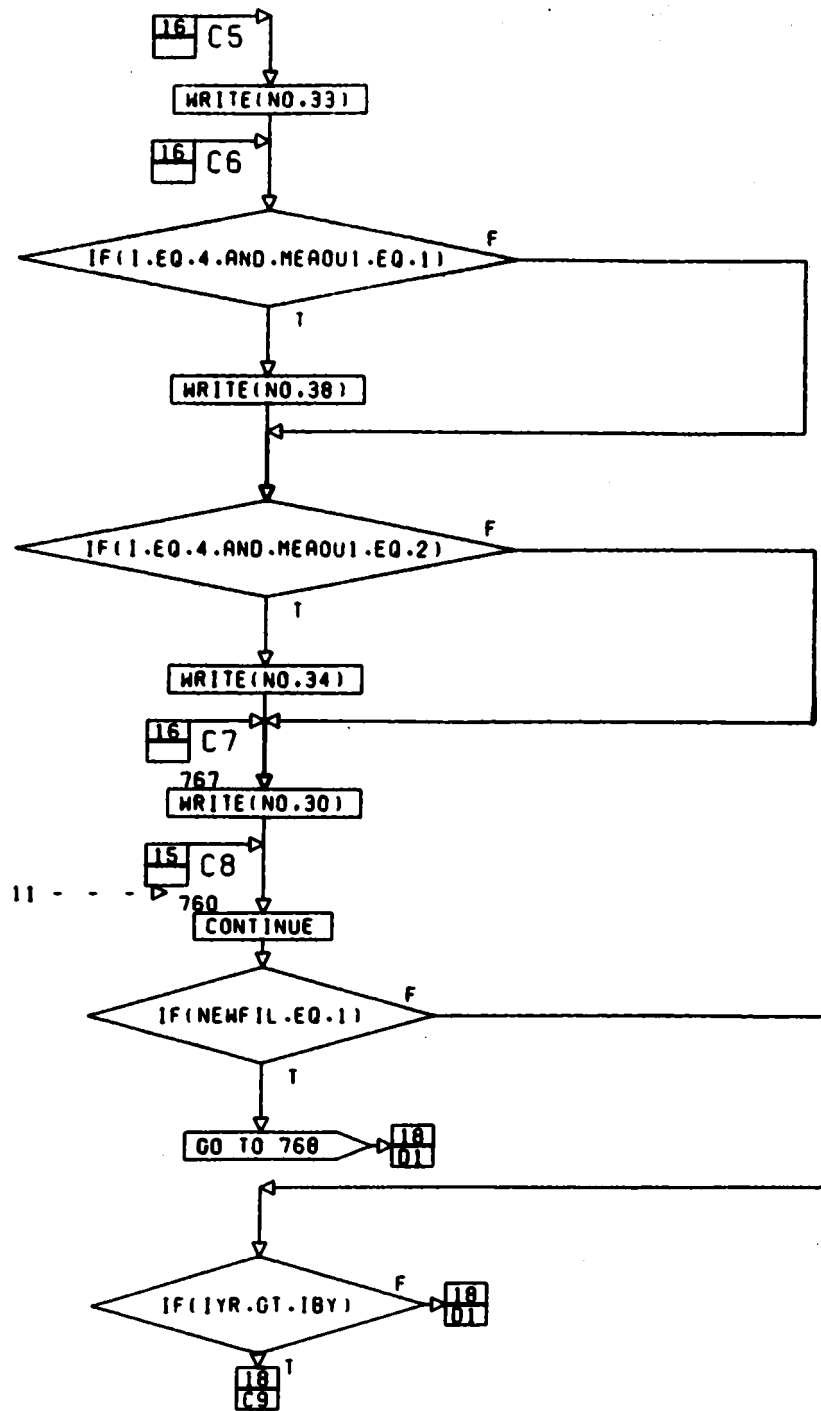 16 C5
WRITE(NO.33)
16 C6
IF(I.EQ.4.AND.MEAOU1.EQ.1) F
T
WRITE(NO.38)
IF(I.EQ.4.AND.MEAOU1.EQ.2) F
T
WRITE(NO.34)
16 C7
767
WRITE(NO.30)
15 C8
11 - - -
760
CONTINUE
IF(NEWFIL.EQ.1) F
T
GO TO 768 18
D1
IF(IYR.GT.IBY) F 18
D1
T
18
C9